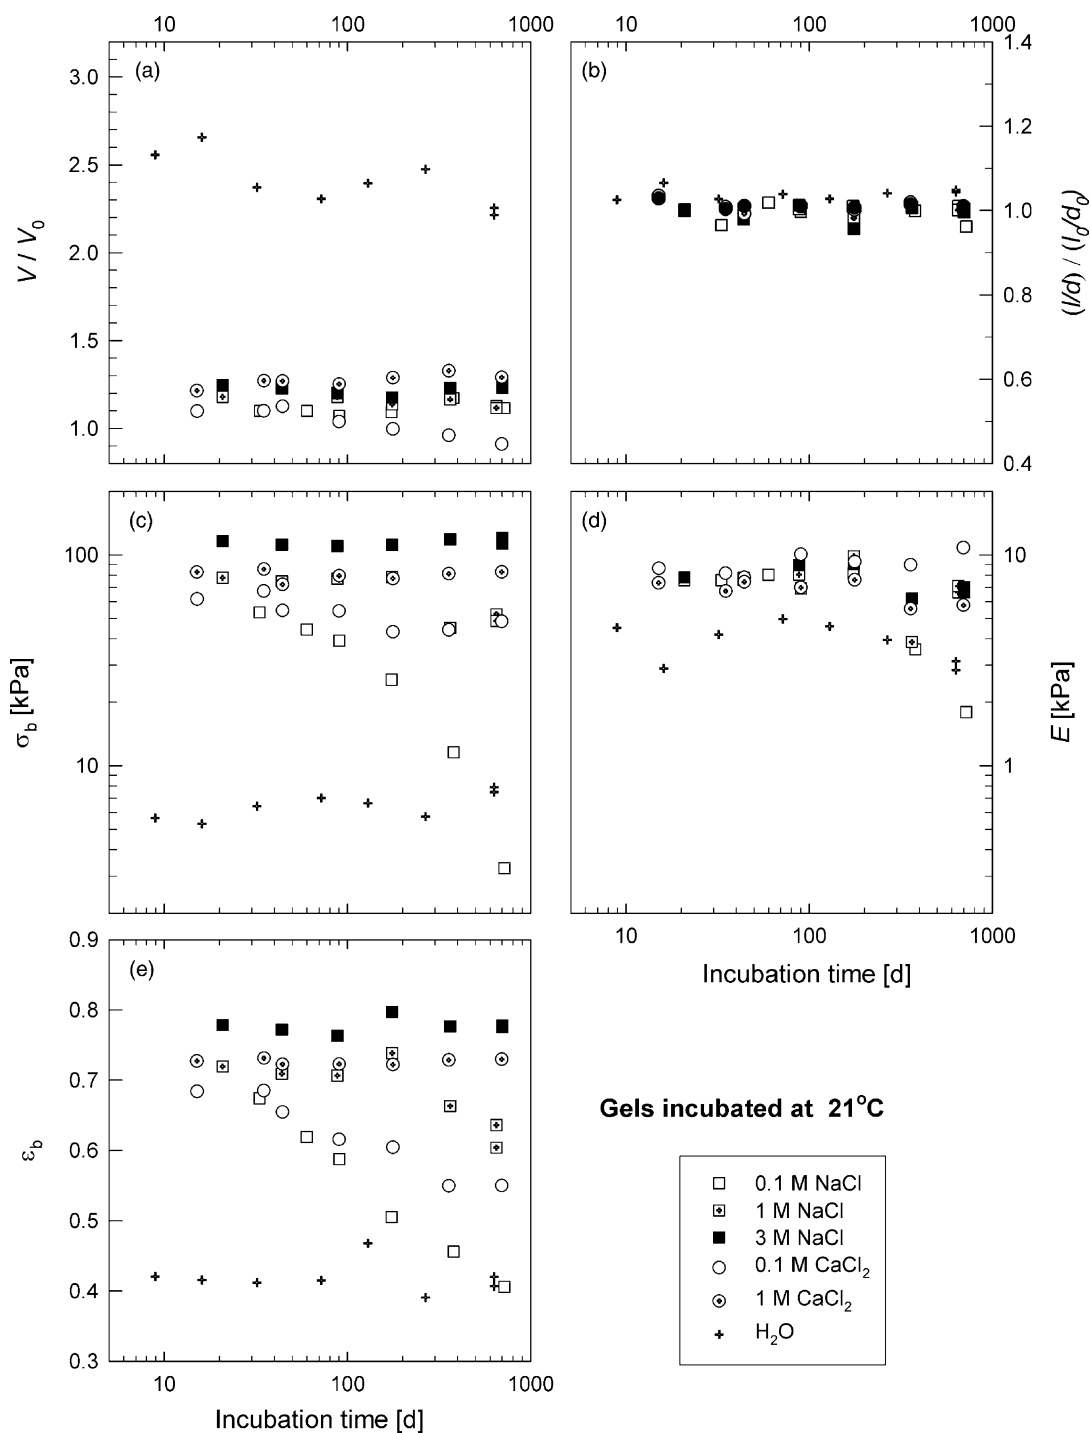 10 100 1000
10 100 1000
(a)
3.0
2.5
2.0
1.5
1.0
V / V0
(b)
1.4
1.2
1.0
0.8
0.6
0.4
(l/d) / (l0/d0)
(c)
100
10
σb [kPa]
(d)
10
1
E [kPa]
10 100 1000
Incubation time [d]
(e)
0.9
0.8
0.7
0.6
0.5
0.4
0.3
εb
10 100 1000
Incubation time [d]
Gels incubated at 21°C
0.1 M NaCl
1 M NaCl
3 M NaCl
0.1 M CaCl2
1 M CaCl2
H2O